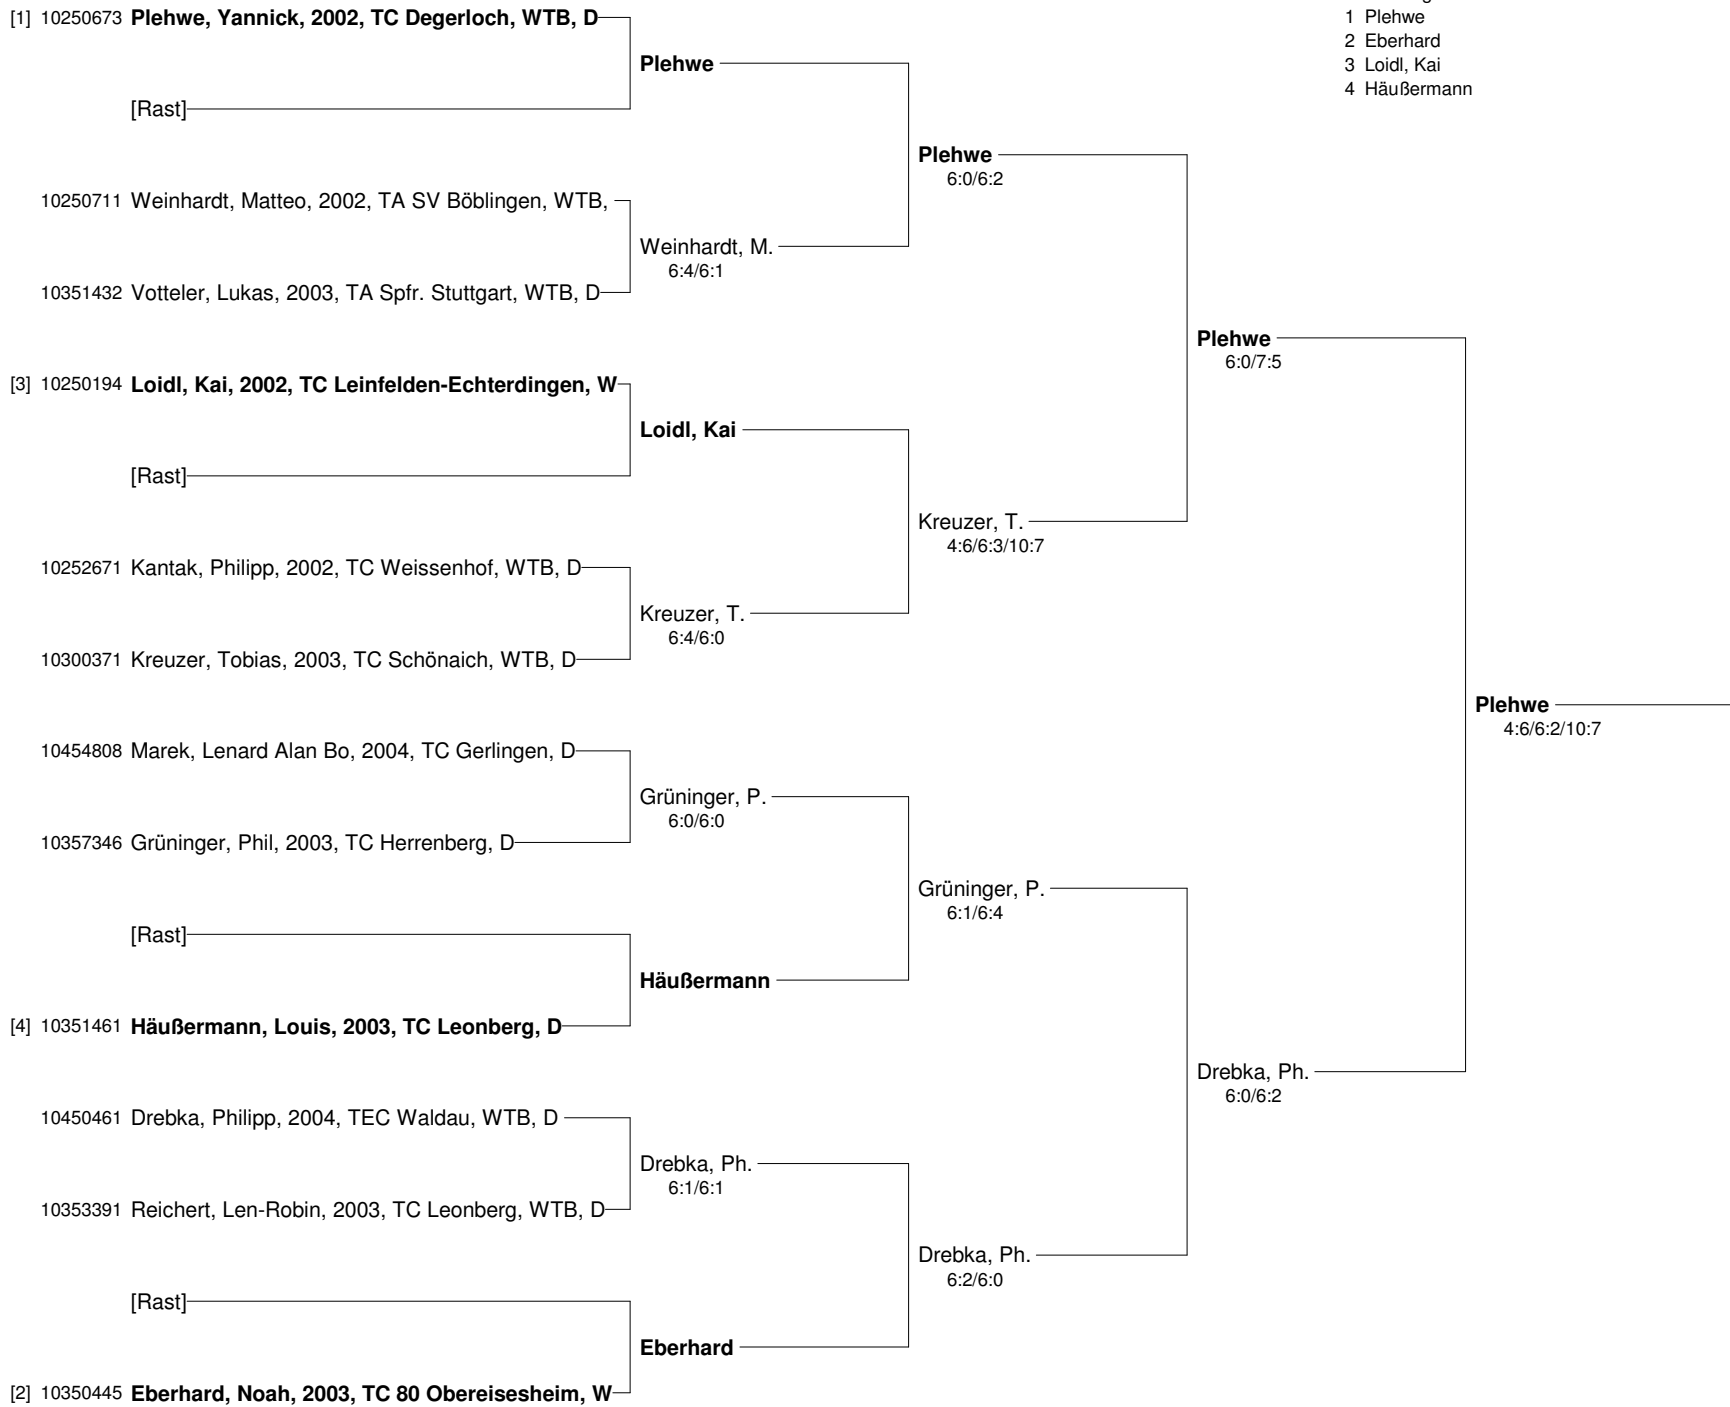 [1] 10250673 Plehwe, Yannick, 2002, TC Degerloch, WTB, D
1 Plehwe
2 Eberhard
3 Loidl, Kai
4 Häußermann
Plehwe
[Rast]
Plehwe
6:0/6:2
10250711 Weinhardt, Matteo, 2002, TA SV Böblingen, WTB,
Weinhardt, M.
6:4/6:1
10351432 Votteler, Lukas, 2003, TA Spfr. Stuttgart, WTB, D
Plehwe
6:0/7:5
[3] 10250194 Loidl, Kai, 2002, TC Leinfelden-Echterdingen, W
Loidl, Kai
[Rast]
Kreuzer, T.
4:6/6:3/10:7
10252671 Kantak, Philipp, 2002, TC Weissenhof, WTB, D
Kreuzer, T.
6:4/6:0
10300371 Kreuzer, Tobias, 2003, TC Schönaich, WTB, D
Plehwe
4:6/6:2/10:7
10454808 Marek, Lenard Alan Bo, 2004, TC Gerlingen, D
Grüninger, P.
6:0/6:0
10357346 Grüninger, Phil, 2003, TC Herrenberg, D
Grüninger, P.
6:1/6:4
[Rast]
Häußermann
[4] 10351461 Häußermann, Louis, 2003, TC Leonberg, D
Drebka, Ph.
6:0/6:2
10450461 Drebka, Philipp, 2004, TEC Waldau, WTB, D
Drebka, Ph.
6:1/6:1
10353391 Reichert, Len-Robin, 2003, TC Leonberg, WTB, D
Drebka, Ph.
6:2/6:0
[Rast]
Eberhard
[2] 10350445 Eberhard, Noah, 2003, TC 80 Obereisesheim, W